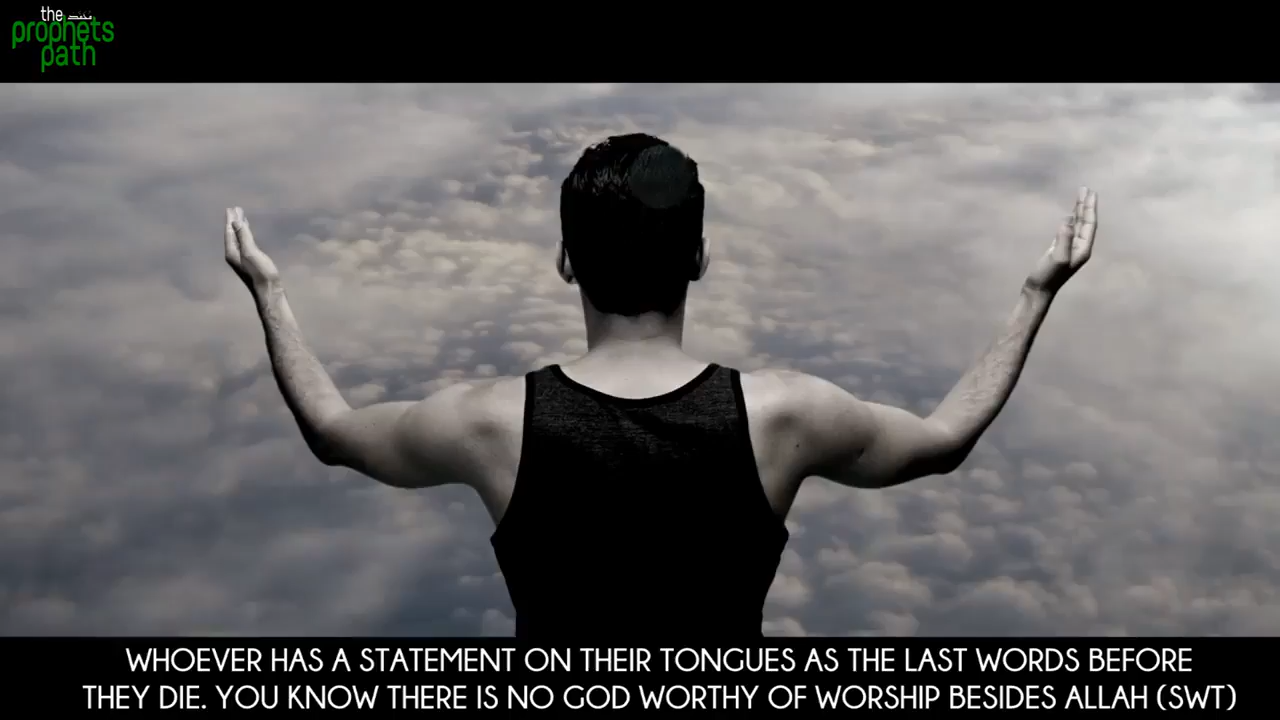 the
prophets
path
WHOEVER HAS A STATEMENT ON THEIR TONGUES AS THE LAST WORDS BEFORE
THEY DIE. YOU KNOW THERE IS NO GOD WORTHY OF WORSHIP BESIDES ALLAH (SWT)